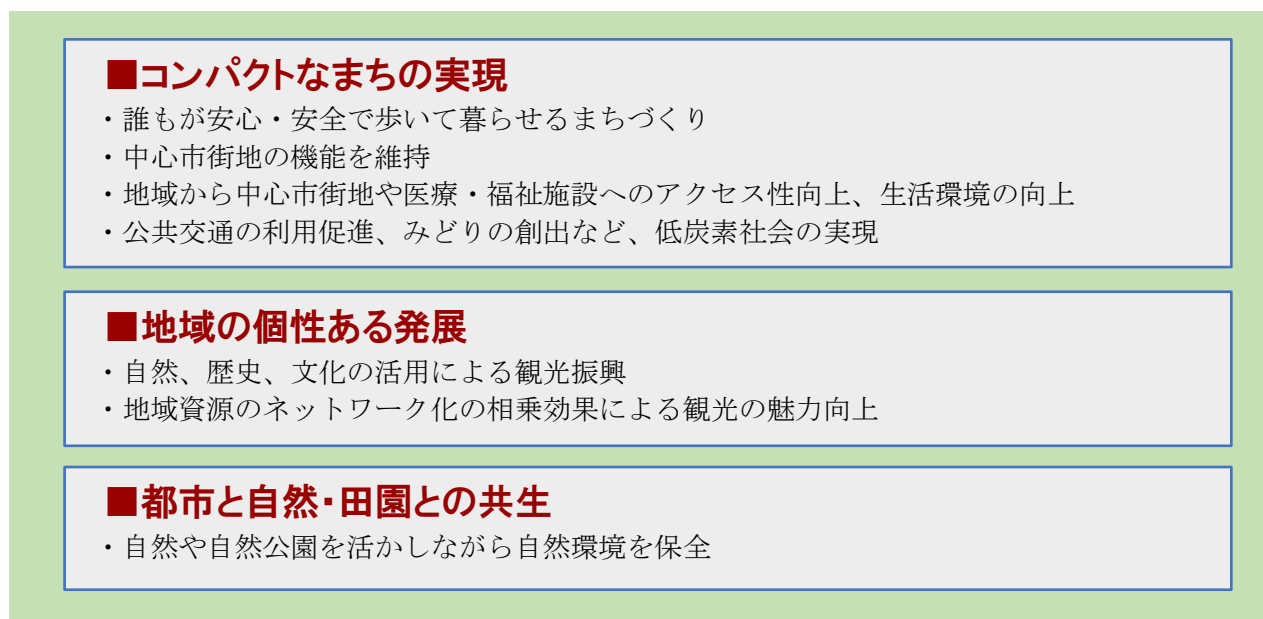 ■コンパクトなまちの実現
・誰もが安心・安全で歩いて暮らせるまちづくり
・中心市街地の機能を維持
・地域から中心市街地や医療・福祉施設へのアクセス性向上、生活環境の向上
・公共交通の利用促進、みどりの創出など、低炭素社会の実現
■地域の個性ある発展
・自然、歴史、文化の活用による観光振興
・地域資源のネットワーク化の相乗効果による観光の魅力向上
■都市と自然・田園との共生
・自然や自然公園を活かしながら自然環境を保全